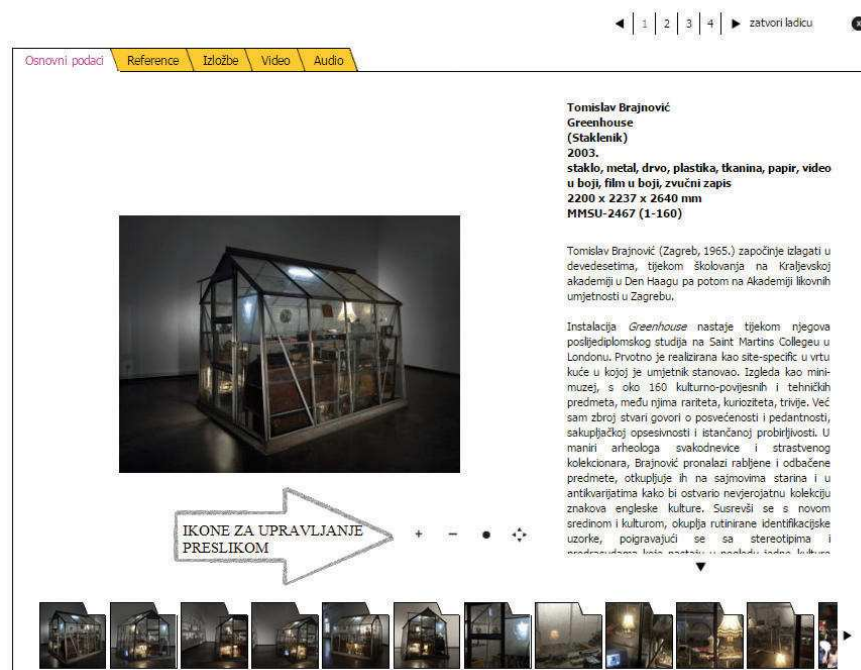 1 2 3 4 zatvori ladicu
Osnovni podaci Reference Izložbe Video Audio
Tomislav Brajnović
Greenhouse
(Staklenik)
2003.
staklo, metal, drvo, plastika, tkanina, papir, video
u boji, film u boji, zvučni zapis
2200 x 2237 x 2640 mm
MMSU-2467 (1-160)
Tomislav Brajnović (Zagreb, 1965.) započinje izlagati u
devedesetima, tijekom školovanja na Kraljevskoj
akademiji u Den Haagu pa potom na Akademiji likovnih
umjetnosti u Zagrebu.
Instalacija Greenhouse nastaje tijekom njegova
poslijediplomskog studija na Saint Martins Collegeu u
Londonu. Prvotno je realizirana kao site-specific u vrtu
kuće u kojoj je umjetnik stanovao. Izgleda kao mini-
muzej, s oko 160 kulturno-povijesnih i tehničkih
predmeta, među njima rariteta, kurioziteta, trivije. Već
sam zbroj stvari govori o posvećenosti i pedantnosti,
sakupljačkoj opsesivnosti i istančanoj probirljivosti. U
maniri arheologa svakodnevice i strastvenog
kolekcionara, Brajnović pronalazi rabljene i odbačene
predmete, otkupljuje ih na sajmovima starina i u
antikvarijatima kako bi ostvario nevjerojatnu kolekciju
znakova engleske kulture. Susrevši se s novom
sredinom i kulturom, okuplja rutinirane identifikacijske
uzorke, poigravajući se sa stereotipima i
IKONE ZA UPRAVLJANJE
PRESLIKOM